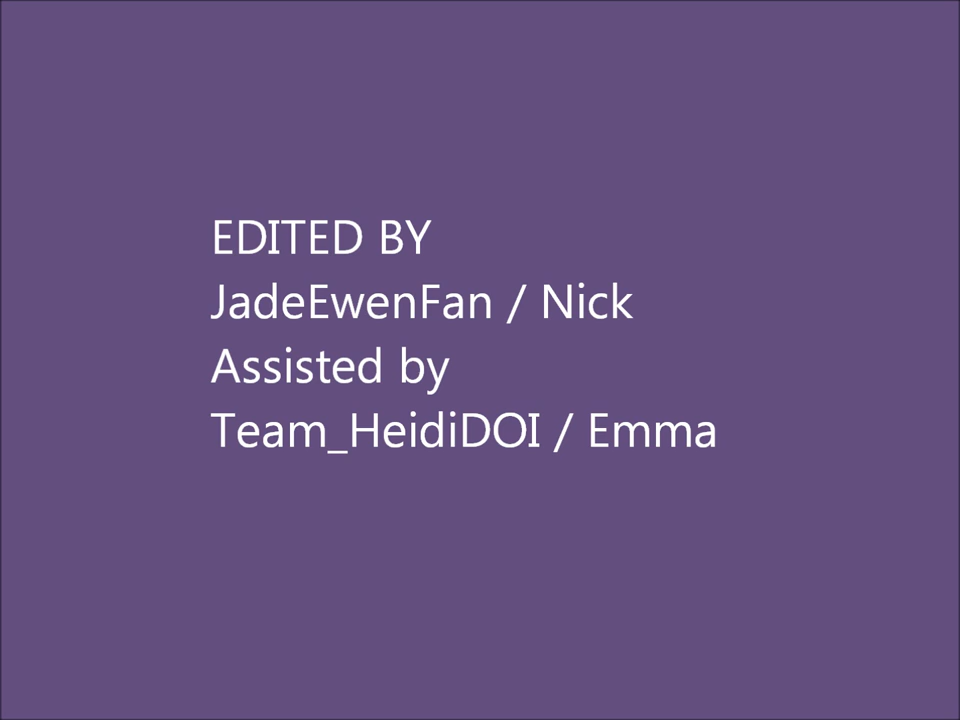 EDITED BY
JadeEwenFan / Nick
Assisted by
Team_HeidiDOI / Emma